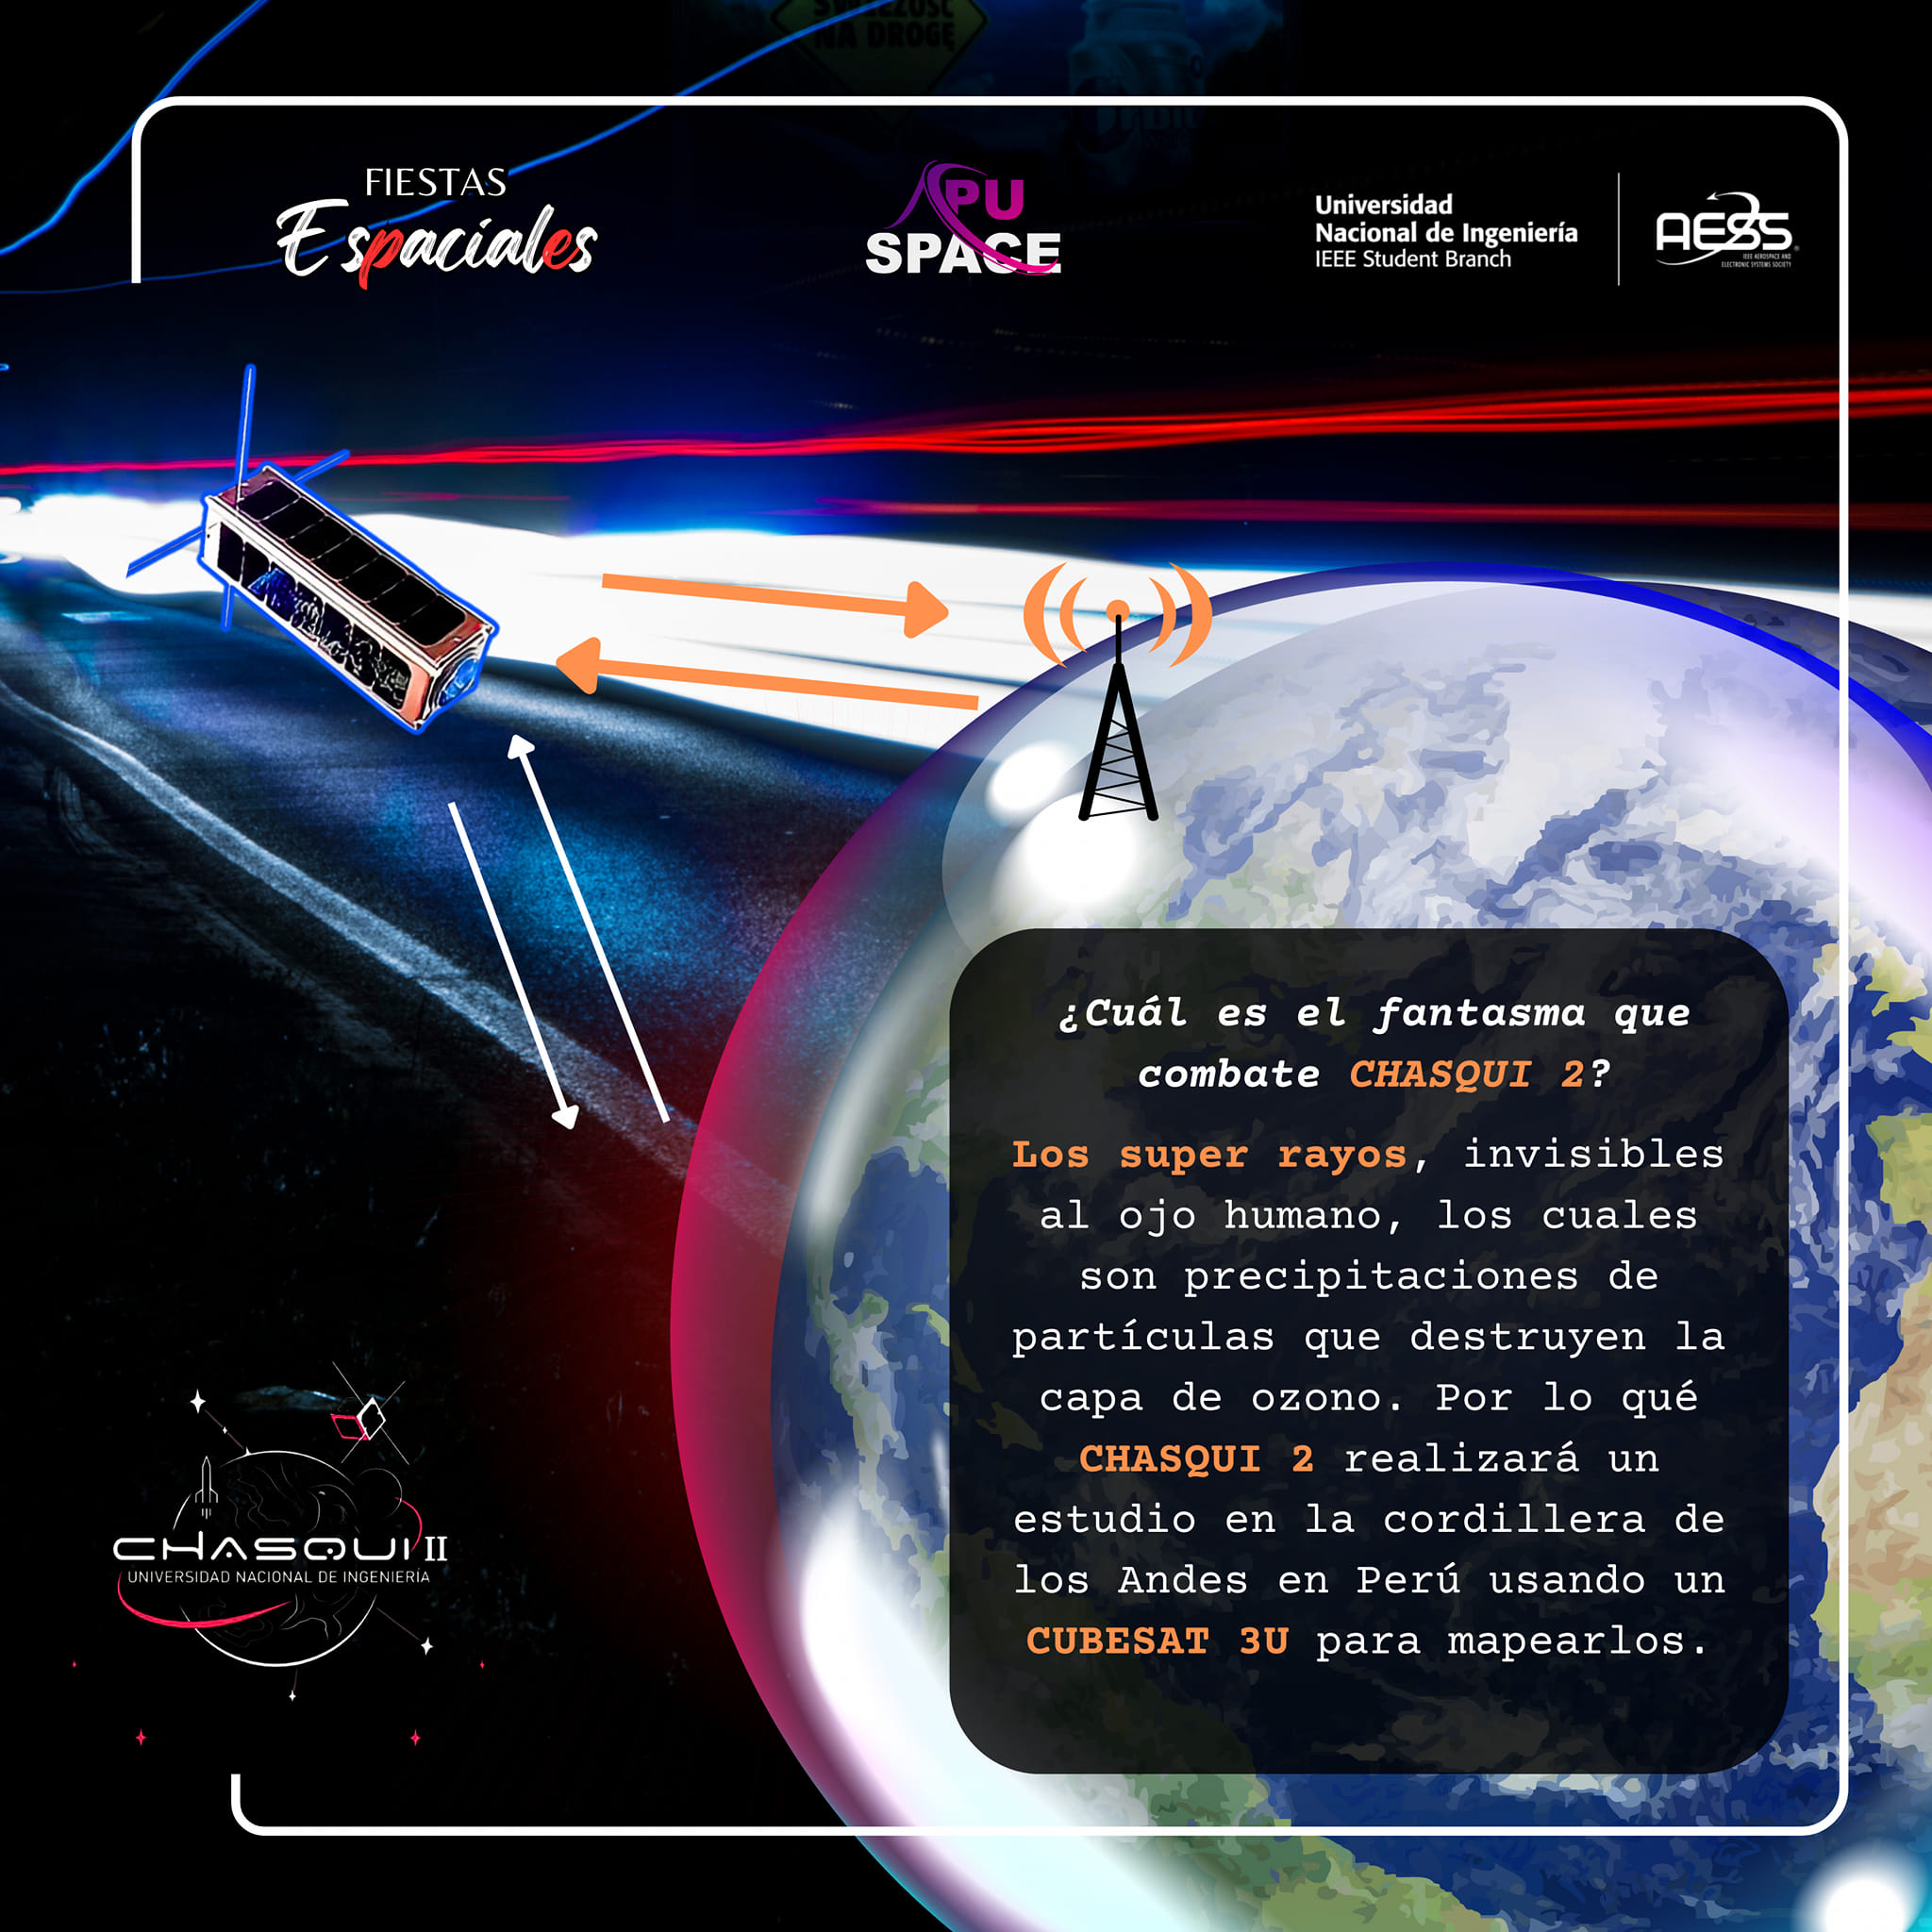 NA DROGĘ
FIESTAS
Espaciales
APU
SPACE
Universidad
Nacional de Ingeniería
IEEE Student Branch
AESS
IEEE AEROSPACE AND
ELECTRONIC SYSTEMS SOCIETY
¿Cuál es el fantasma que
combate CHASQUI 2?
Los super rayos, invisibles
al ojo humano, los cuales
son precipitaciones de
partículas que destruyen la
capa de ozono. Por lo qué
CHASQUI 2 realizará un
estudio en la cordillera de
los Andes en Perú usando un
CUBESAT 3U para mapearlos.
CHASQUI II
UNIVERSIDAD NACIONAL DE INGENIERÍA